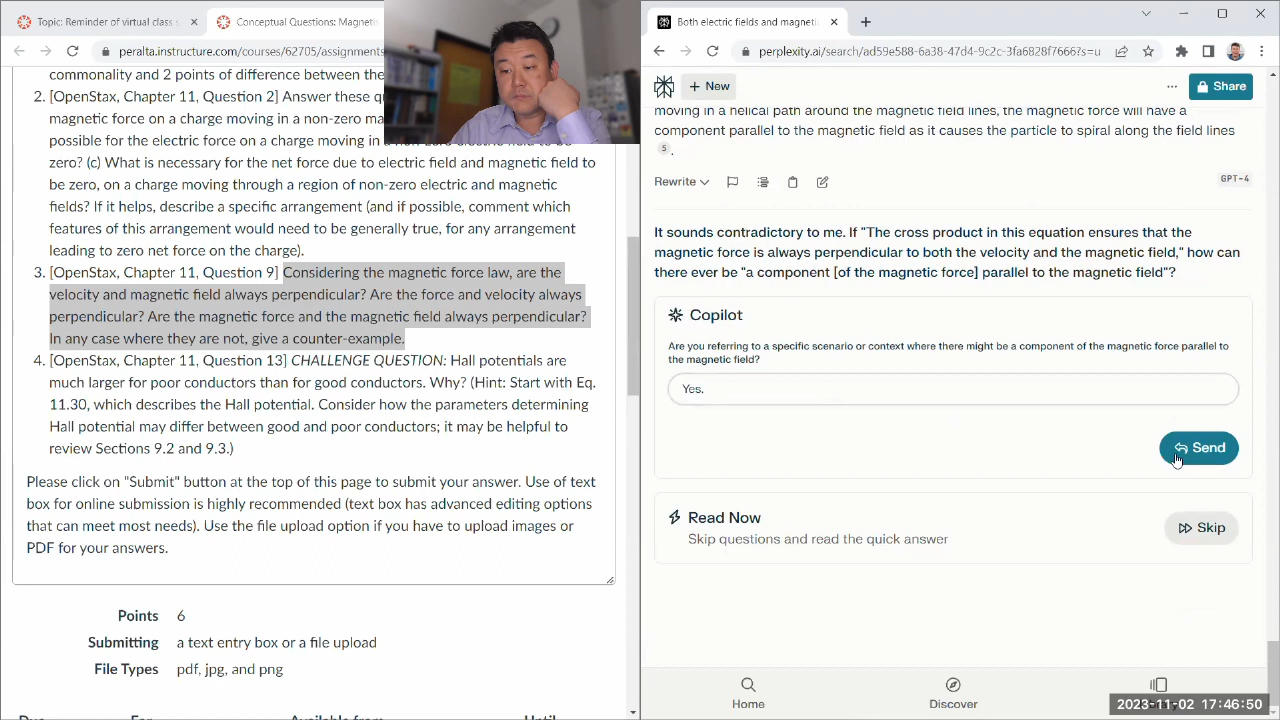 Topic: Reminder of virtual class s
Conceptual Questions: Magnetis
peralta.instructure.com/courses/62705/assignments
commonality and 2 points of difference between the
2. [OpenStax, Chapter 11, Question 2] Answer these q
magnetic force on a charge moving in a non-zero ma
possible for the electric force on a charge moving in
zero? (c) What is necessary for the net force due to electric field and magnetic field to
be zero, on a charge moving through a region of non-zero electric and magnetic
fields? If it helps, describe a specific arrangement (and if possible, comment which
features of this arrangement would need to be generally true, for any arrangement
leading to zero net force on the charge).
3. [OpenStax, Chapter 11, Question 9] Considering the magnetic force law, are the
velocity and magnetic field always perpendicular? Are the force and velocity always
perpendicular? Are the magnetic force and the magnetic field always perpendicular?
In any case where they are not, give a counter-example.
4. [OpenStax, Chapter 11, Question 13] CHALLENGE QUESTION: Hall potentials are
much larger for poor conductors than for good conductors. Why? (Hint: Start with Eq.
11.30, which describes the Hall potential. Consider how the parameters determining
Hall potential may differ between good and poor conductors; it may be helpful to
review Sections 9.2 and 9.3.)
Please click on "Submit" button at the top of this page to submit your answer. Use of text
box for online submission is highly recommended (text box has advanced editing options
that can meet most needs). Use the file upload option if you have to upload images or
PDF for your answers.
Points 6
Submitting a text entry box or a file upload
File Types pdf, jpg, and png
Due For Available from Until
Both electric fields and magneti
perplexity.ai/search/ad59e588-6a38-47d4-9c2c-3fa6828f7666?s=u
New
Share
moving in a helical path around the magnetic field lines, the magnetic force will have a
component parallel to the magnetic field as it causes the particle to spiral along the field lines
5.
Rewrite
GPT-4
It sounds contradictory to me. If "The cross product in this equation ensures that the
magnetic force is always perpendicular to both the velocity and the magnetic field," how can
there ever be "a component [of the magnetic force] parallel to the magnetic field"?
Copilot
Are you referring to a specific scenario or context where there might be a component of the magnetic force parallel to
the magnetic field?
Yes.
Send
Read Now
Skip questions and read the quick answer
Skip
Home
Discover
2023-11-02 17:46:50